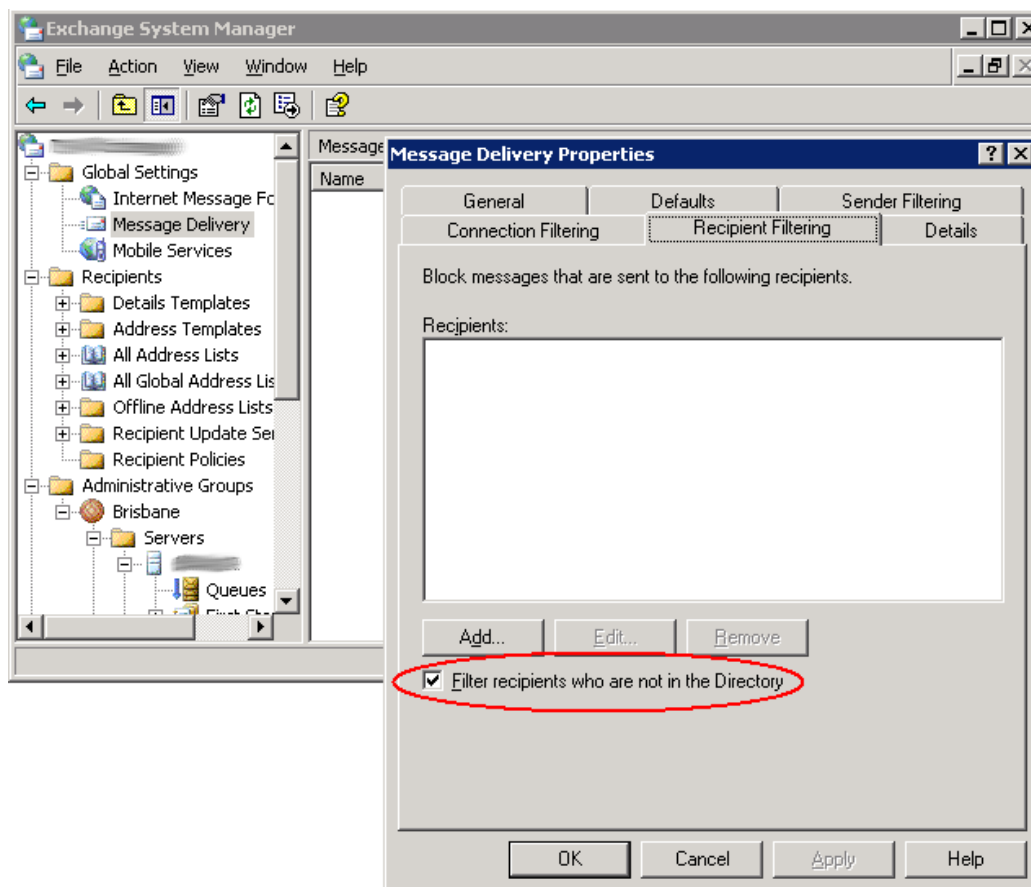 Exchange System Manager
File Action View Window Help
Message
Name
Global Settings
Internet Message Fo
Message Delivery
Mobile Services
Recipients
Details Templates
Address Templates
All Address Lists
All Global Address Lis
Offline Address Lists
Recipient Update Ser
Recipient Policies
Administrative Groups
Brisbane
Servers
Queues
Message Delivery Properties
General Defaults Sender Filtering
Connection Filtering Recipient Filtering Details
Block messages that are sent to the following recipients.
Recipients:
Add... Edit... Remove
Filter recipients who are not in the Directory
OK Cancel Apply Help